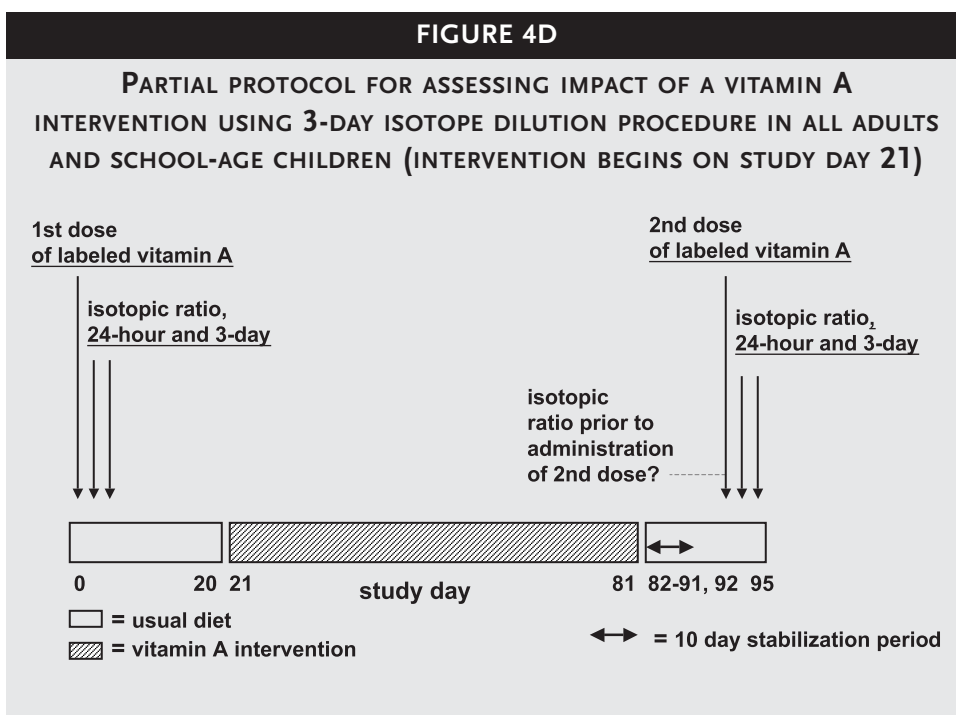 FIGURE 4D
PARTIAL PROTOCOL FOR ASSESSING IMPACT OF A VITAMIN A
INTERVENTION USING 3-DAY ISOTOPE DILUTION PROCEDURE IN ALL ADULTS
AND SCHOOL-AGE CHILDREN (INTERVENTION BEGINS ON STUDY DAY 21)
1st dose
of labeled vitamin A
isotopic ratio,
24-hour and 3-day
2nd dose
of labeled vitamin A
isotopic ratio,
24-hour and 3-day
isotopic
ratio prior to
administration
of 2nd dose?
0 20 21 study day 81 82-91, 92 95
= usual diet
= vitamin A intervention
= 10 day stabilization period